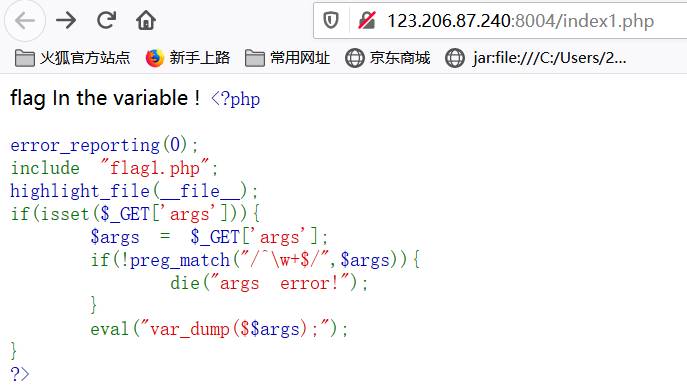 123.206.87.240:8004/index1.php
火狐官方站点 新手上路 常用网址 京东商城 jar:file:///C:/Users/2...
flag In the variable ! <?php
error_reporting(0);
include "flag1.php";
highlight_file(__file__);
if(isset($_GET['args'])){
$args = $_GET['args'];
if(!preg_match("/^\w+$/",$args)){
die("args error!");
}
eval("var_dump($$args);");
}
?>